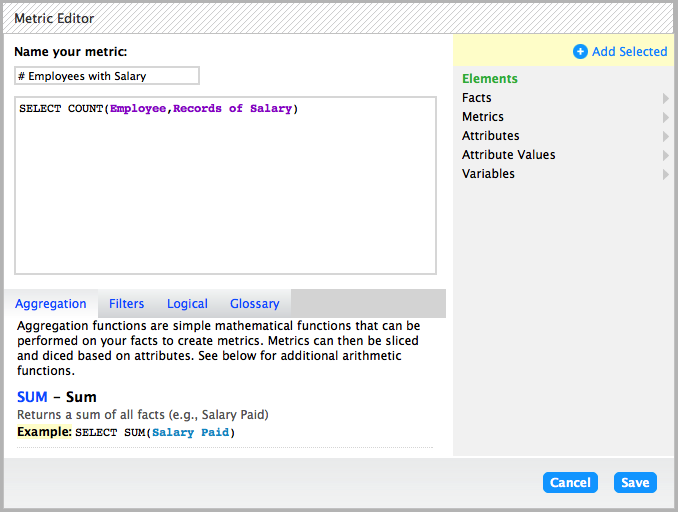 Metric Editor
Name your metric:
# Employees with Salary
SELECT COUNT(Employee,Records of Salary)
Add Selected
Elements
Facts
Metrics
Attributes
Attribute Values
Variables
Aggregation Filters Logical Glossary
Aggregation functions are simple mathematical functions that can be
performed on your facts to create metrics. Metrics can then be sliced
and diced based on attributes. See below for additional arithmetic
functions.
SUM – Sum
Returns a sum of all facts (e.g., Salary Paid)
Example: SELECT SUM(Salary Paid)
Cancel Save